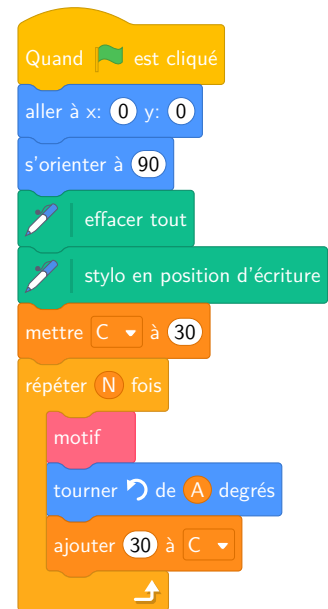 Quand est cliqué
aller à x: 0 y: 0
s'orienter à 90
effacer tout
stylo en position d'écriture
mettre C à 30
répéter N fois
motif
tourner de A degrés
ajouter 30 à C